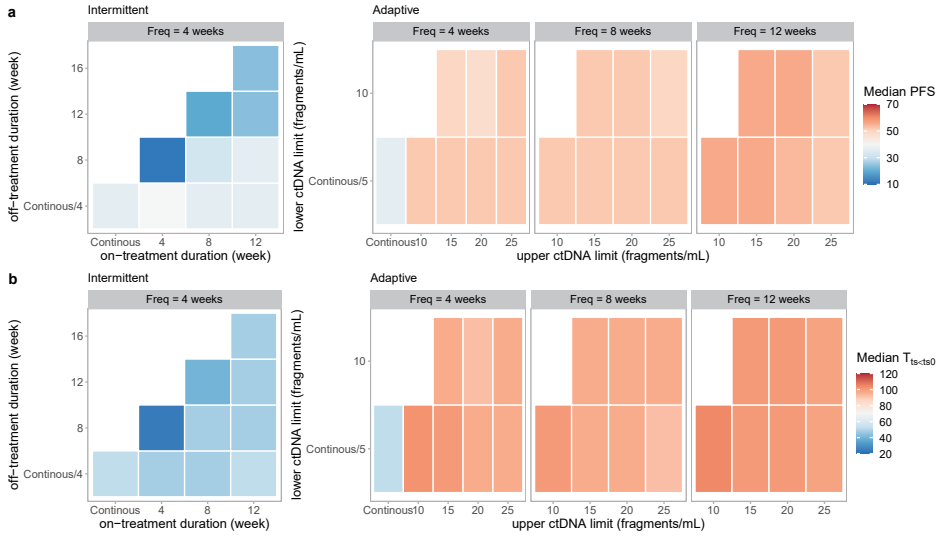 a
Intermittent
Adaptive
Freq = 4 weeks
Freq = 4 weeks
Freq = 8 weeks
Freq = 12 weeks
off−treatment duration (week)
16
12
8
Continous/4
Continous
4
8
12
on−treatment duration (week)
lower ctDNA limit (fragments/mL)
10
Continous/5
Continous
10
15
20
25
10
15
20
25
10
15
20
25
upper ctDNA limit (fragments/mL)
Median PFS
70
50
30
10
b
Intermittent
Adaptive
Freq = 4 weeks
Freq = 4 weeks
Freq = 8 weeks
Freq = 12 weeks
off−treatment duration (week)
16
12
8
Continous/4
Continous
4
8
12
on−treatment duration (week)
lower ctDNA limit (fragments/mL)
10
Continous/5
Continous
10
15
20
25
10
15
20
25
10
15
20
25
upper ctDNA limit (fragments/mL)
Median T ts<ts0
120
100
80
60
40
20